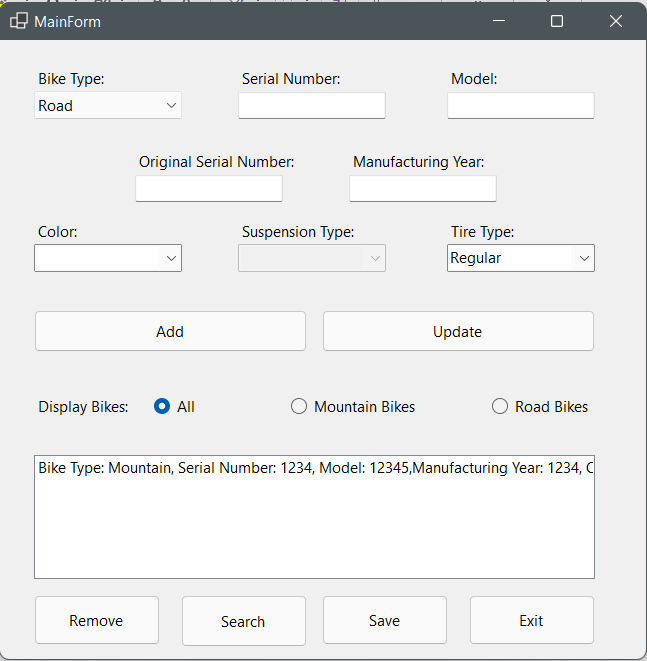 MainForm
Bike Type: Serial Number: Model:
Road
Original Serial Number: Manufacturing Year:
Color: Suspension Type: Tire Type:
Regular
Add Update
Display Bikes: All Mountain Bikes Road Bikes
Bike Type: Mountain, Serial Number: 1234, Model: 12345,Manufacturing Year: 1234, C
Remove Search Save Exit